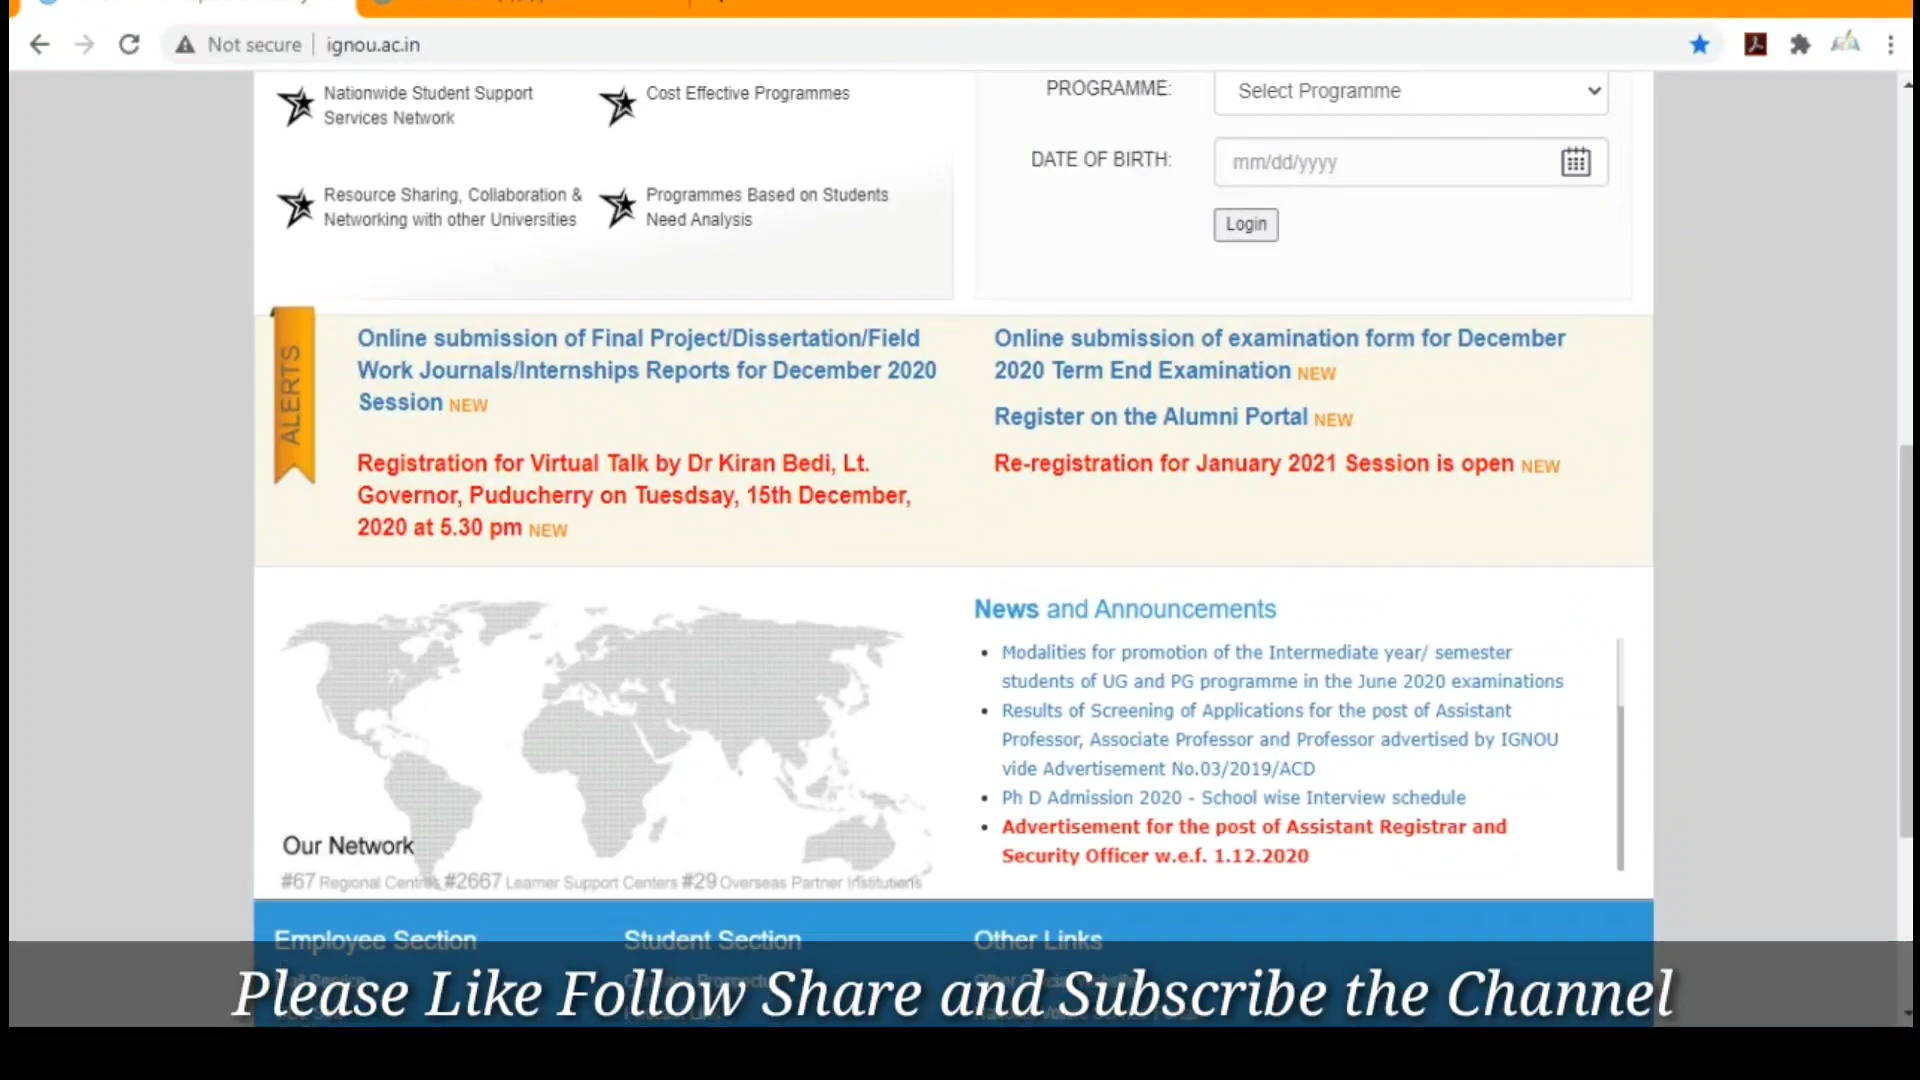 Not secure
ignou.ac.in
Nationwide Student Support
Services Network
Cost Effective Programmes
Resource Sharing, Collaboration &
Networking with other Universities
Programmes Based on Students
Need Analysis
PROGRAMME:
Select Programme
DATE OF BIRTH:
mm/dd/yyyy
Login
ALERTS
Online submission of Final Project/Dissertation/Field
Work Journals/Internships Reports for December 2020
Session NEW
Registration for Virtual Talk by Dr Kiran Bedi, Lt.
Governor, Puducherry on Tuesdsay, 15th December,
2020 at 5.30 pm NEW
Online submission of examination form for December
2020 Term End Examination NEW
Register on the Alumni Portal NEW
Re-registration for January 2021 Session is open NEW
Our Network
#67 Regional Centres #2667 Learner Support Centers #29 Overseas Partner Institutions
News and Announcements
Modalities for promotion of the Intermediate year/ semester
students of UG and PG programme in the June 2020 examinations
Results of Screening of Applications for the post of Assistant
Professor, Associate Professor and Professor advertised by IGNOU
vide Advertisement No.03/2019/ACD
Ph D Admission 2020 - School wise Interview schedule
Advertisement for the post of Assistant Registrar and
Security Officer w.e.f. 1.12.2020
Employee Section
Student Section
Other Links
Please Like Follow Share and Subscribe the Channel